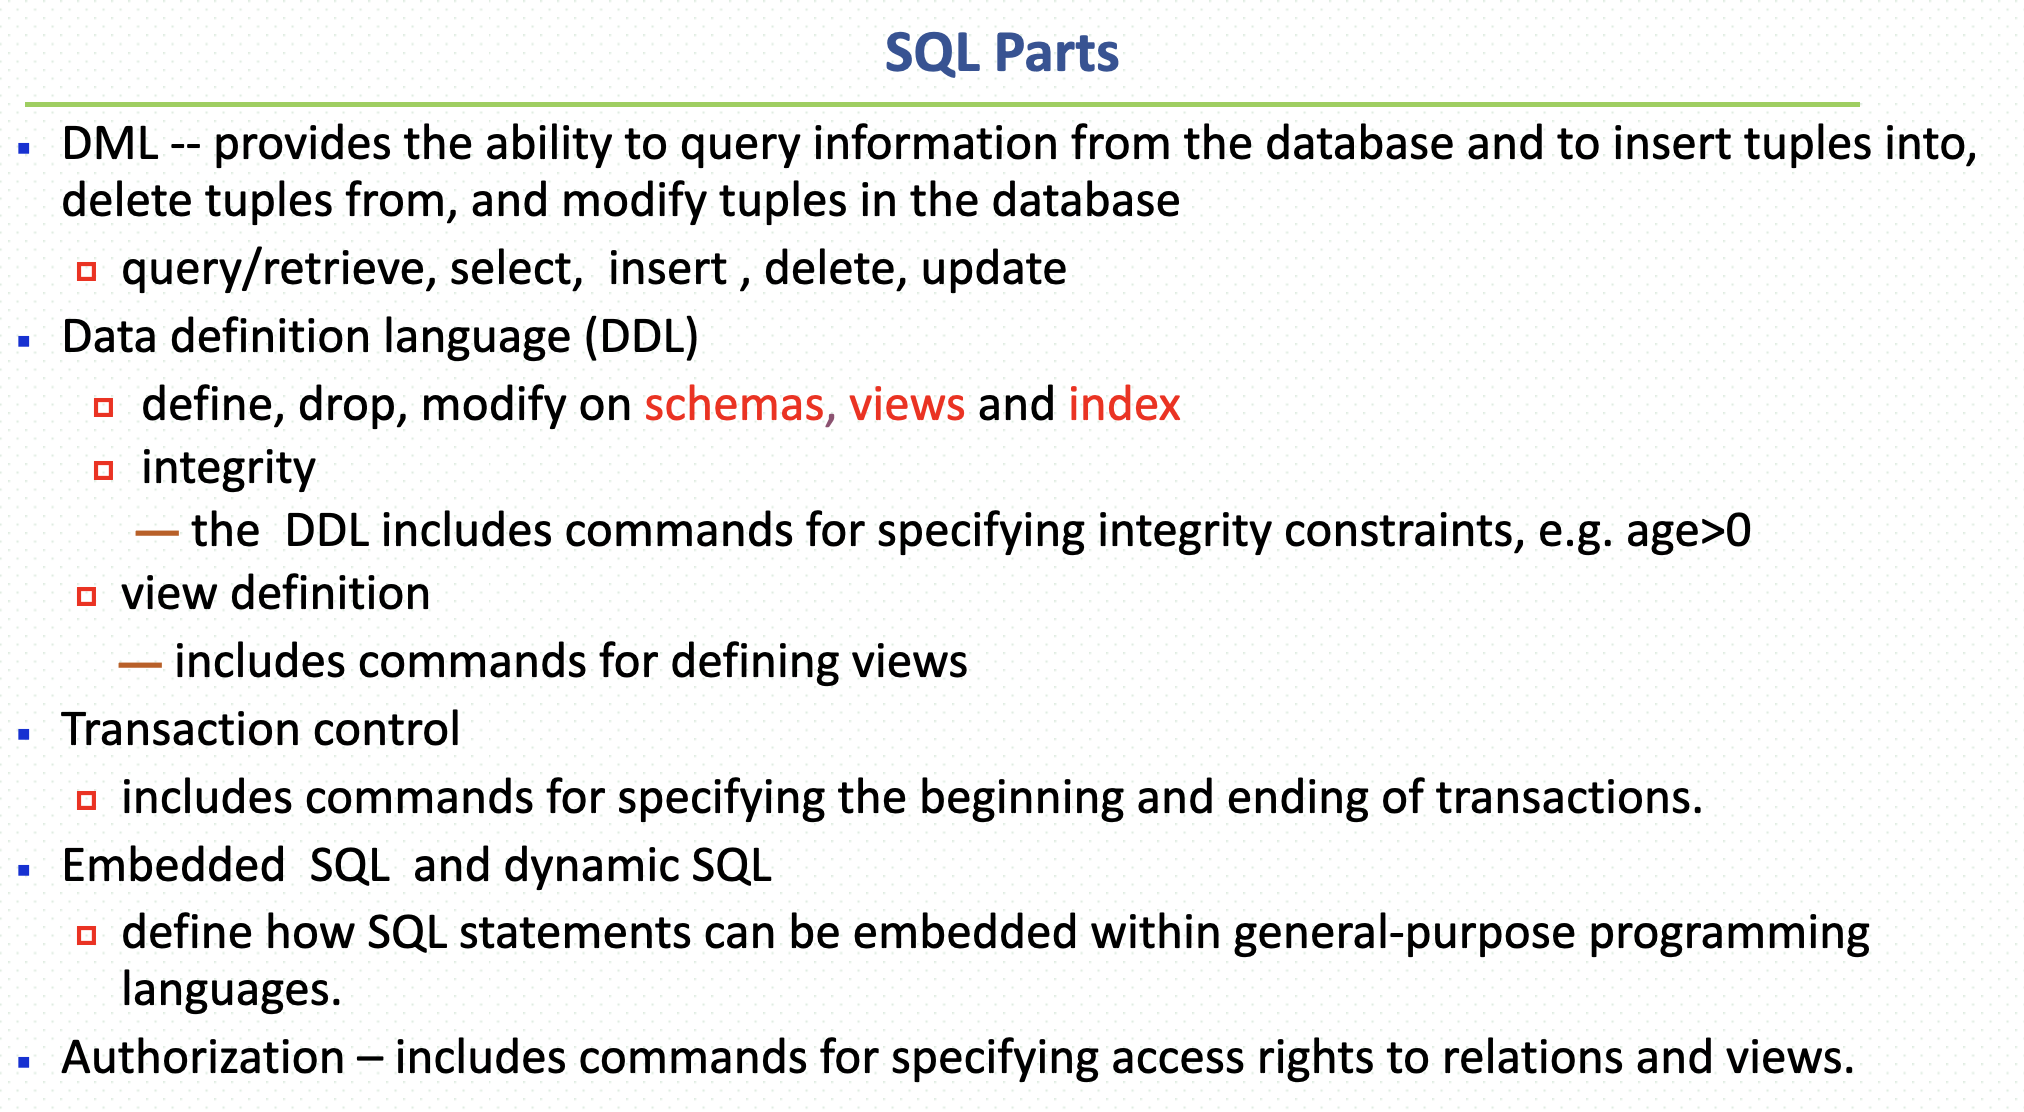 SQL Parts
DML -- provides the ability to query information from the database and to insert tuples into,
delete tuples from, and modify tuples in the database
query/retrieve, select,  insert , delete, update
Data definition language (DDL)
define, drop, modify on schemas, views and index
integrity
— the  DDL includes commands for specifying integrity constraints, e.g. age>0
view definition
— includes commands for defining views
Transaction control
includes commands for specifying the beginning and ending of transactions.
Embedded  SQL  and dynamic SQL
define how SQL statements can be embedded within general-purpose programming
languages.
Authorization – includes commands for specifying access rights to relations and views.